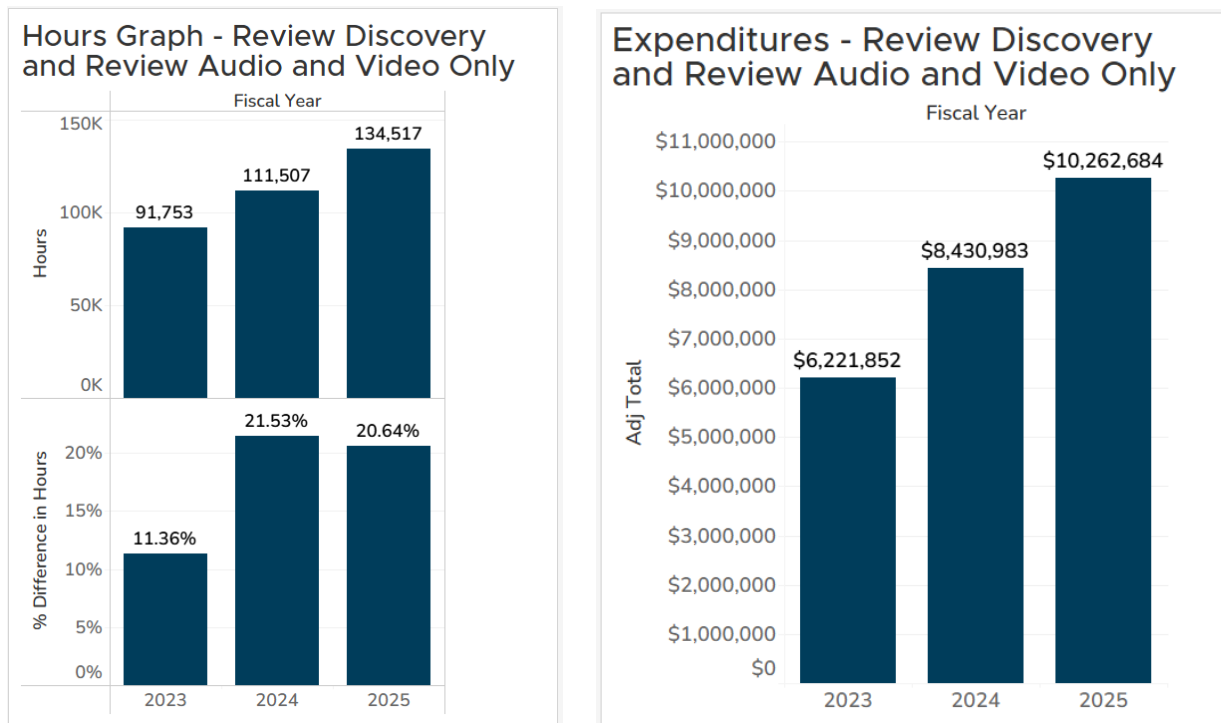 Hours Graph - Review Discovery
and Review Audio and Video Only
Fiscal Year
150K
100K
50K
0K
Hours
91,753
111,507
134,517
20%
15%
10%
5%
0%
% Difference in Hours
11.36%
21.53%
20.64%
2023
2024
2025
Expenditures - Review Discovery
and Review Audio and Video Only
Fiscal Year
$11,000,000
$10,000,000
$9,000,000
$8,000,000
$7,000,000
$6,000,000
$5,000,000
$4,000,000
$3,000,000
$2,000,000
$1,000,000
$0
Adj Total
$6,221,852
$8,430,983
$10,262,684
2023
2024
2025